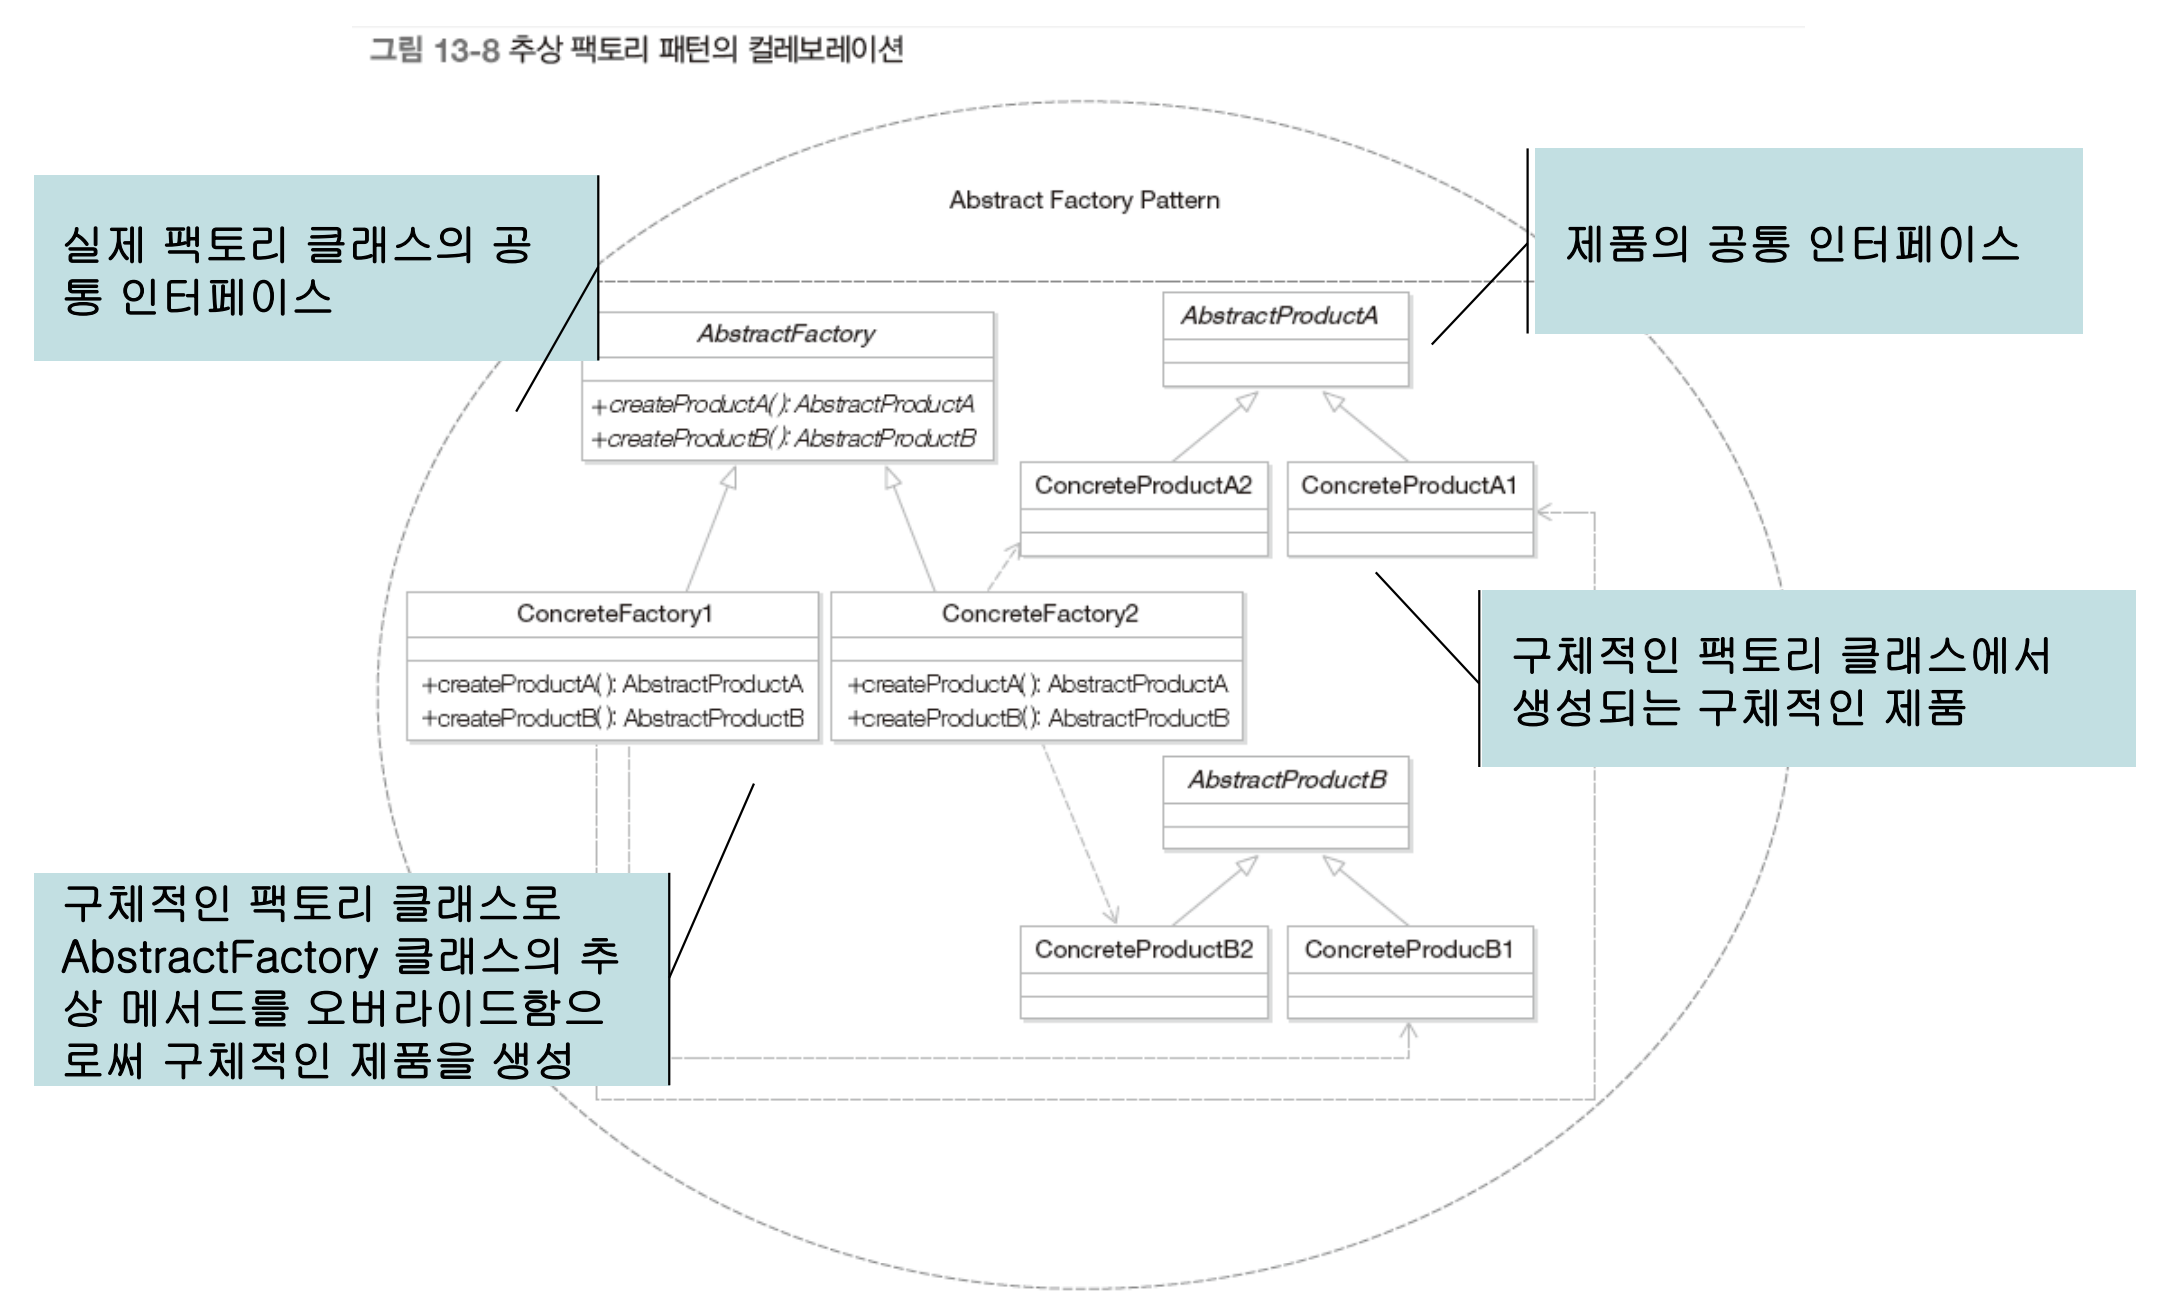 그림 13-8 추상 팩토리 패턴의 컬레보레이션
Abstract Factory Pattern
실제 팩토리 클래스의 공
통 인터페이스
제품의 공통 인터페이스
AbstractFactory
+createProductA(): AbstractProductA
+createProductB(): AbstractProductB
AbstractProductA
ConcreteProductA2
ConcreteProductA1
ConcreteFactory1
+createProductA(): AbstractProductA
+createProductB(): AbstractProductB
ConcreteFactory2
+createProductA(): AbstractProductA
+createProductB(): AbstractProductB
구체적인 팩토리 클래스에서
생성되는 구체적인 제품
AbstractProductB
ConcreteProductB2
ConcreteProducB1
구체적인 팩토리 클래스로
AbstractFactory 클래스의 추
상 메서드를 오버라이드함으
로써 구체적인 제품을 생성